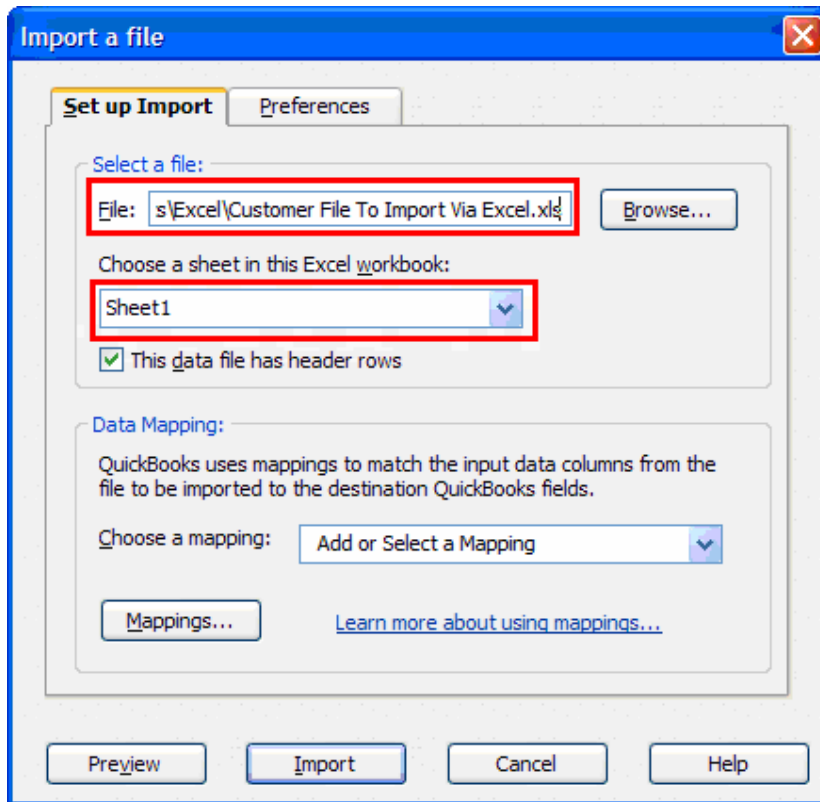 Import a file
Set up Import
Preferences
Select a file:
File:
s\Excel\Customer File To Import Via Excel.xls
Browse...
Choose a sheet in this Excel workbook:
Sheet1
This data file has header rows
Data Mapping:
QuickBooks uses mappings to match the input data columns from the
file to be imported to the destination QuickBooks fields.
Choose a mapping:
Add or Select a Mapping
Mappings...
Learn more about using mappings...
Preview
Import
Cancel
Help